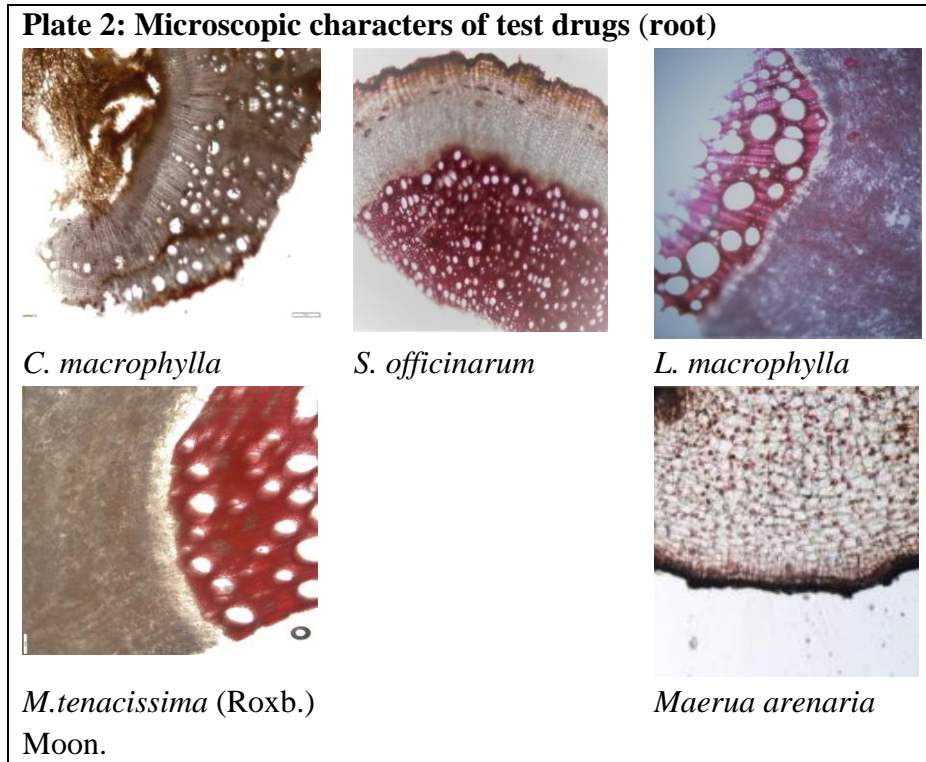 Plate 2: Microscopic characters of test drugs (root)
C. macrophylla
S. officinarum
L. macrophylla
M.tenacissima (Roxb.)
Moon.
Maerua arenaria